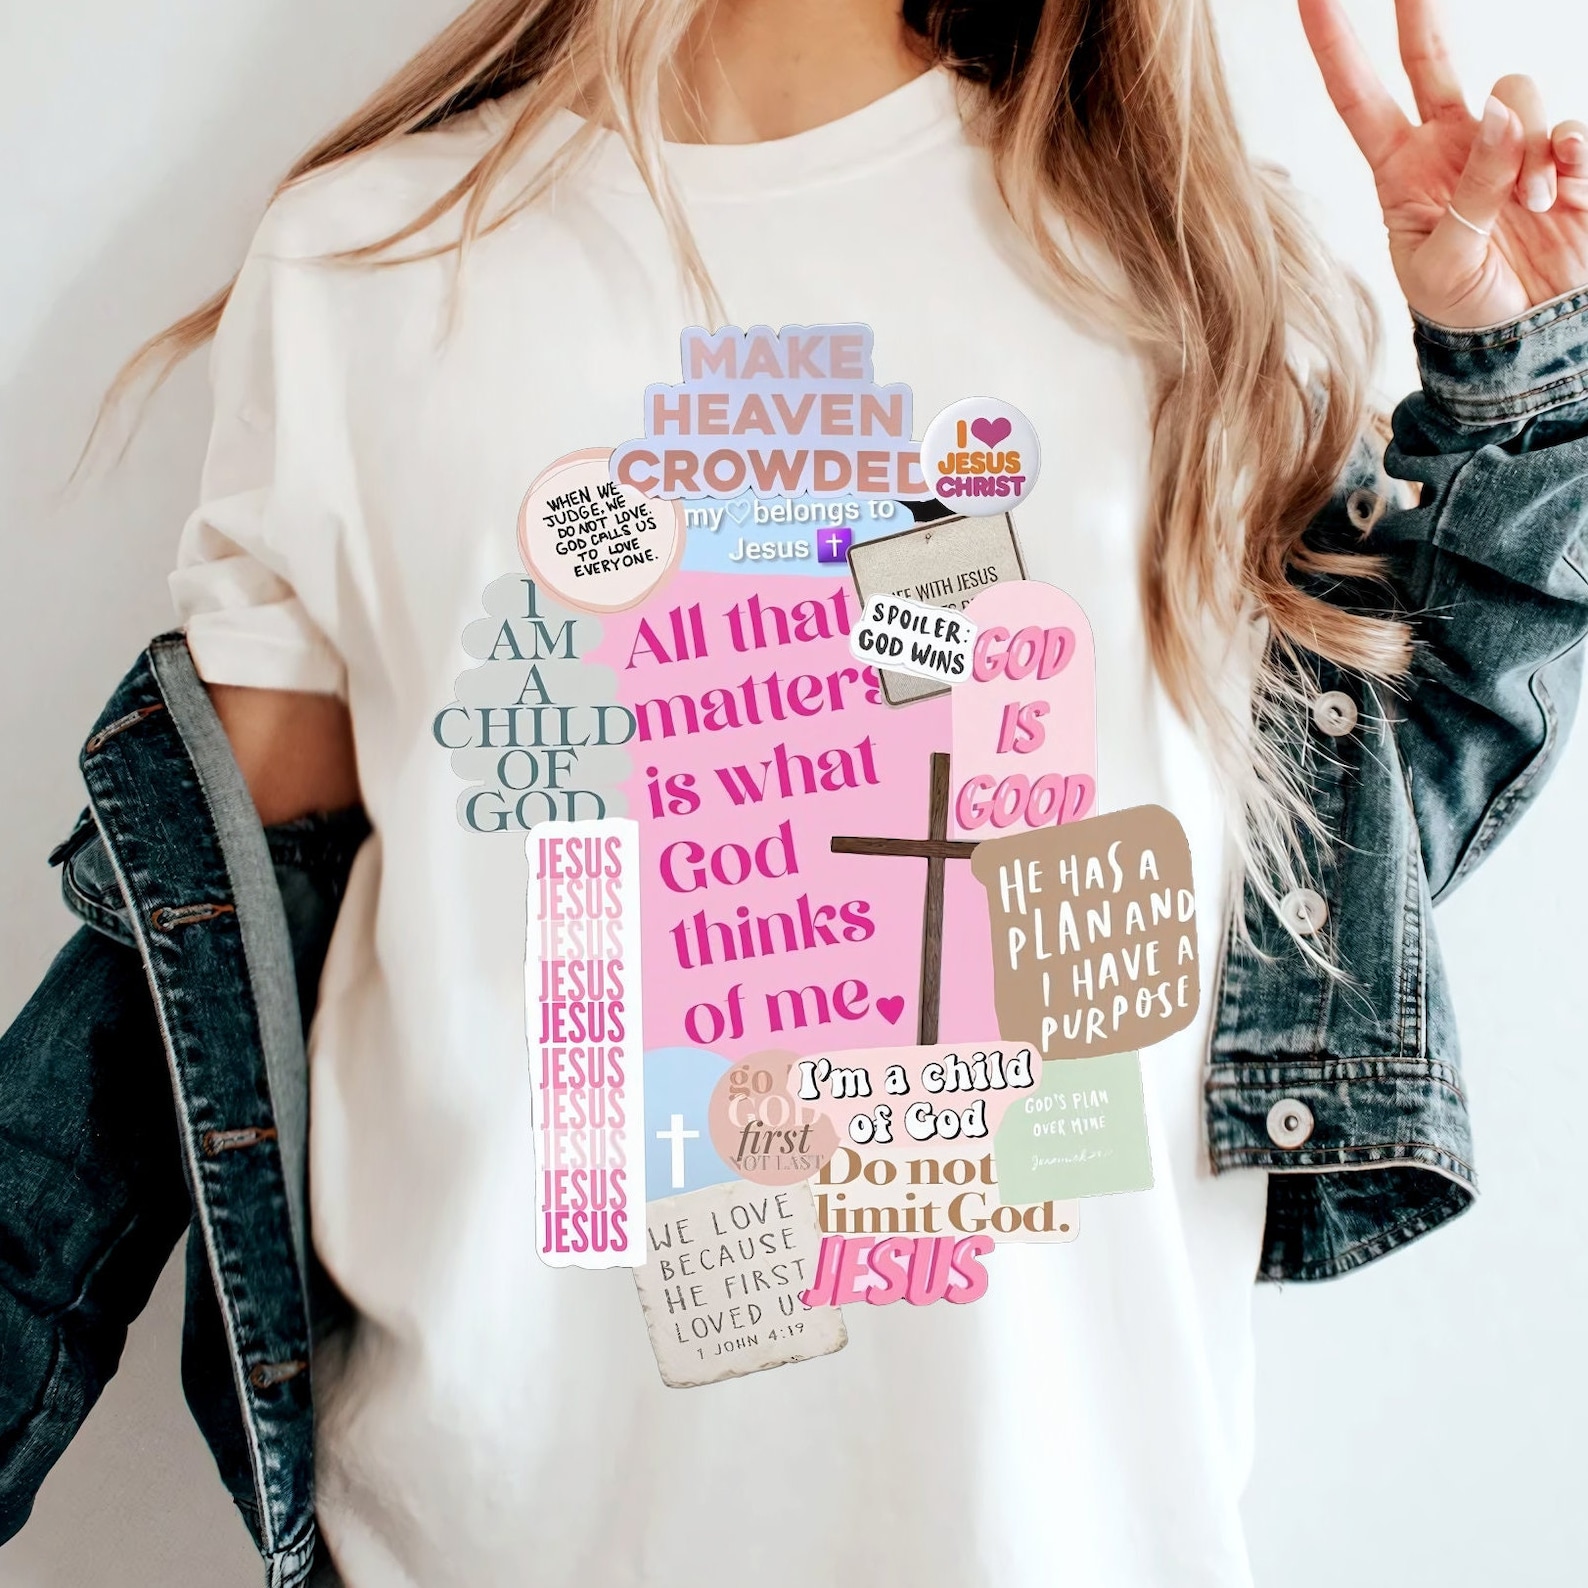 MAKE
HEAVEN
CROWDED
I
JESUS
CHRIST
WHEN WE
JUDGE, WE
DO NOT LOVE.
GOD CALLS US
TO LOVE
EVERYONE.
my♡belongs to
Jesus ✝
WITH JESUS
SPOILER:
GOD WINS
I
AM
A
CHILD
OF
GOD
All that
matters
is what
God
thinks
of me
GOD
IS
GOOD
HE HAS A
PLAN AND
I HAVE A
PURPOSE
JESUS
JESUS
JESUS
JESUS
JESUS
JESUS
JESUS
JESUS
JESUS
JESUS
go
GOD
first
NOT LAST
I'm a child
of God
GOD'S PLAN
OVER MINE
Do not
limit God.
JESUS
WE LOVE
BECAUSE
HE FIRST
LOVED US
1 JOHN 4:19